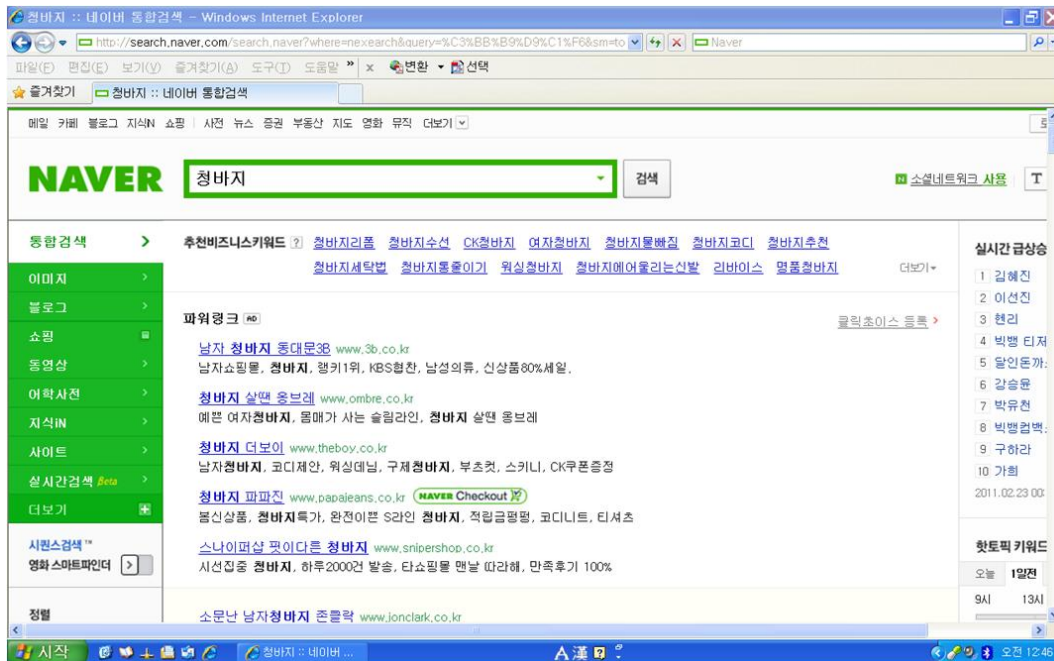 청바지 :: 네이버 통합검색 - Windows Internet Explorer
http://search.naver.com/search.naver?where=nexearch&query=%C3%BB%B9%D9%C1%F6&sm=to
Naver
파일(F) 편집(E) 보기(V) 즐겨찾기(A) 도구(T) 도움말 » x 변환 선택
즐겨찾기 청바지 :: 네이버 통합검색
메일 카페 블로그 지식iN 쇼핑 사전 뉴스 증권 부동산 지도 영화 뮤직 더보기
NAVER 청바지 검색 소셜네트워크 사용 T
통합검색
이미지
블로그
쇼핑
동영상
어학사전
지식iN
사이트
실시간검색 Beta
더보기
시퀀스검색™
영화 스마트파인더
정렬
추천비즈니스키워드 ? 청바지리폼 청바지수선 CK청바지 여자청바지 청바지물빠짐 청바지코디 청바지추천
청바지세탁법 청바지통줄이기 워싱청바지 청바지에어울리는신발 리바이스 명품청바지 더보기
파워링크 AD 클릭초이스 등록 >
남자 청바지 동대문3B www.3b.co.kr
남자쇼핑몰, 청바지, 랭키1위, KBS협찬, 남성의류, 신상품80%세일.
청바지 살땐 옹브레 www.ombre.co.kr
예쁜 여자청바지, 몸매가 사는 슬림라인, 청바지 살땐 옹브레
청바지 더보이 www.theboy.co.kr
남자청바지, 코디제안, 워싱데님, 구제청바지, 부츠컷, 스키니, CK쿠폰증정
청바지 파파진 www.papajeans.co.kr NAVER Checkout
봄신상품, 청바지특가, 완전이쁜 S라인 청바지, 적립금펑펑, 코디니트, 티셔츠
스나이퍼샵 핏이다른 청바지 www.snipershop.co.kr
시선집중 청바지, 하루2000건 발송, 타쇼핑몰 맨날 따라해, 만족후기 100%
소문난 남자청바지 존클락 www.jonclark.co.kr
실시간 급상승
1 김혜진
2 이선진
3 헨리
4 빅뱅 티저
5 달인돈까
6 강승윤
7 박유천
8 빅뱅컴백
9 구하라
10 가희
2011.02.23 00:
핫토픽 키워드
오늘 1일전
9시 13시
시작 청바지 :: 네이버 ... A 漢 오전 12:46